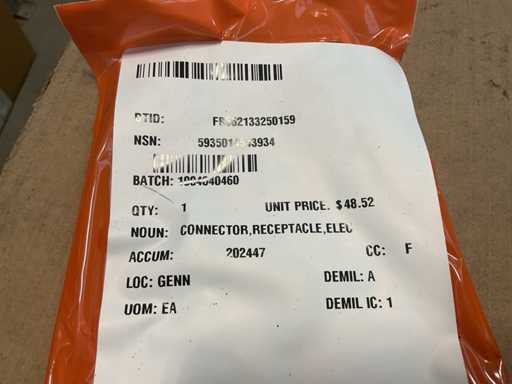 DTID:
NSN:
BATCH:
QTY: 1 UNIT PRICE: $48.52
NOUN: CONNECTOR,RECEPTACLE,ELEC
ACCUM: 202447 CC: F
LOC: GENN DEMIL: A
UOM: EA DEMIL IC: 1